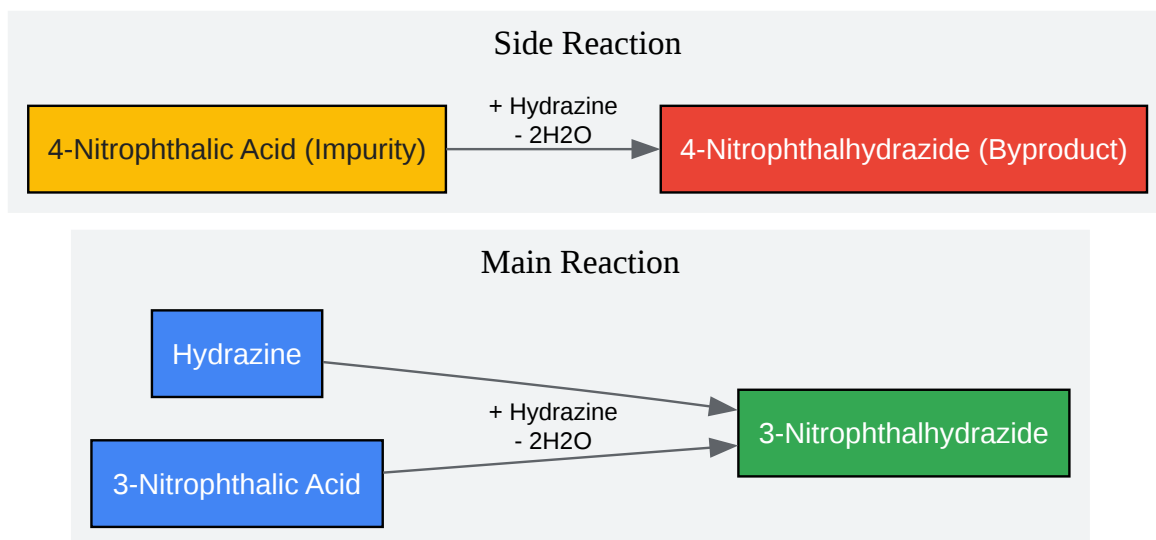 Side Reaction
4-Nitrophthalic Acid (Impurity)
+ Hydrazine
- 2H2O
4-Nitrophthalhydrazide (Byproduct)
Main Reaction
Hydrazine
3-Nitrophthalic Acid
+ Hydrazine
- 2H2O
3-Nitrophthalhydrazide